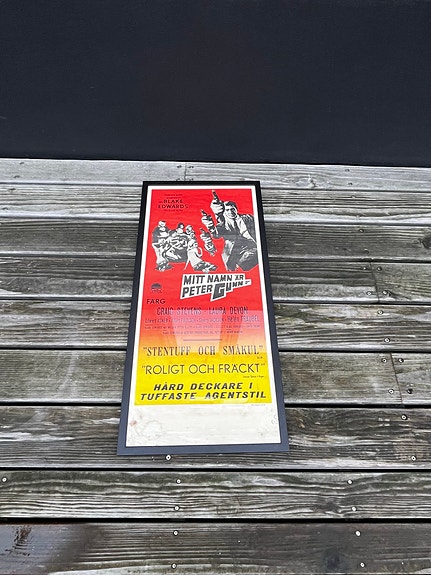 BLAKE
EDWARDS
MITT NAMN ÄR
PETER GUNN
FÄRG
CRAIG STEVENS · LAURA DEVON
"STENTUFF OCH SMÅKUL"
"ROLIGT OCH FRÄCKT"
HÅRD DECKARE I
TUFFASTE AGENTSTIL